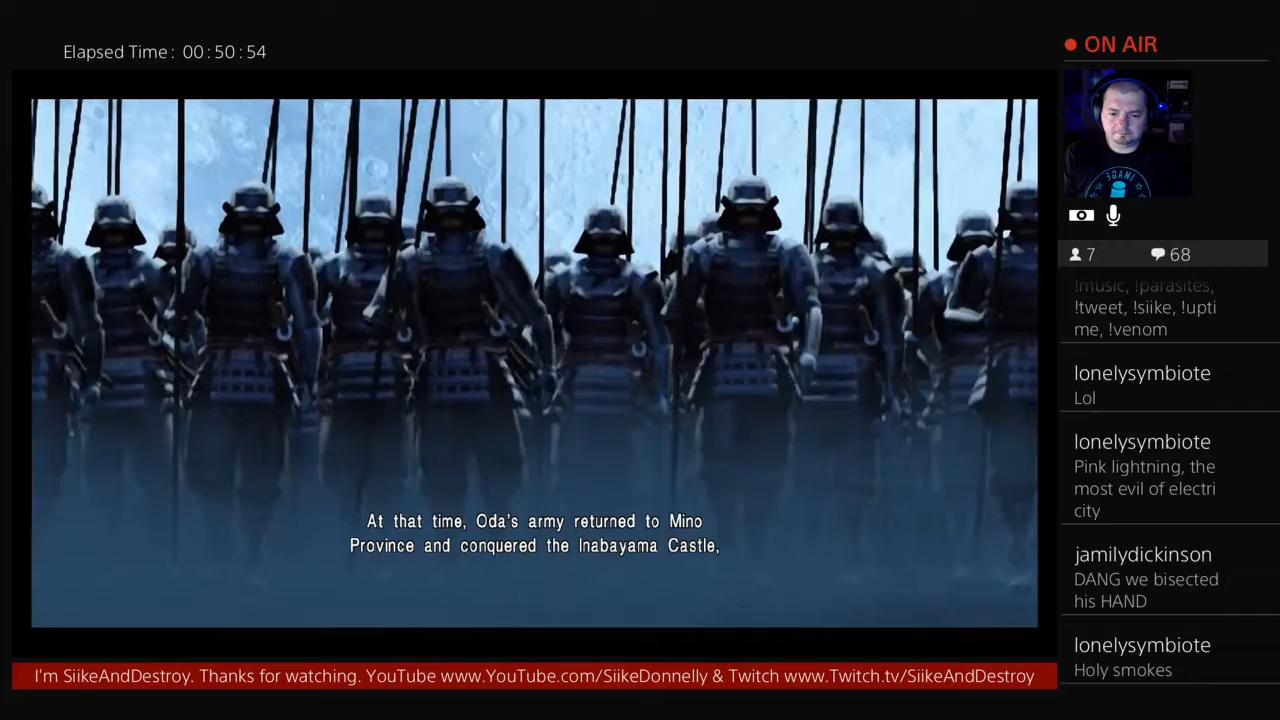 Elapsed Time: 00:50:54
ON AIR
7 68
!music, !parasites,
!tweet, !siike, !upti
me, !venom
lonelysymbiote
Lol
lonelysymbiote
Pink lightning, the
most evil of electri
city
jamilydickinson
DANG we bisected
his HAND
lonelysymbiote
Holy smokes
At that time, Oda's army returned to Mino
Province and conquered the Inabayama Castle,
I'm SiikeAndDestroy. Thanks for watching. YouTube www.YouTube.com/SiikeDonnelly & Twitch www.Twitch.tv/SiikeAndDestroy